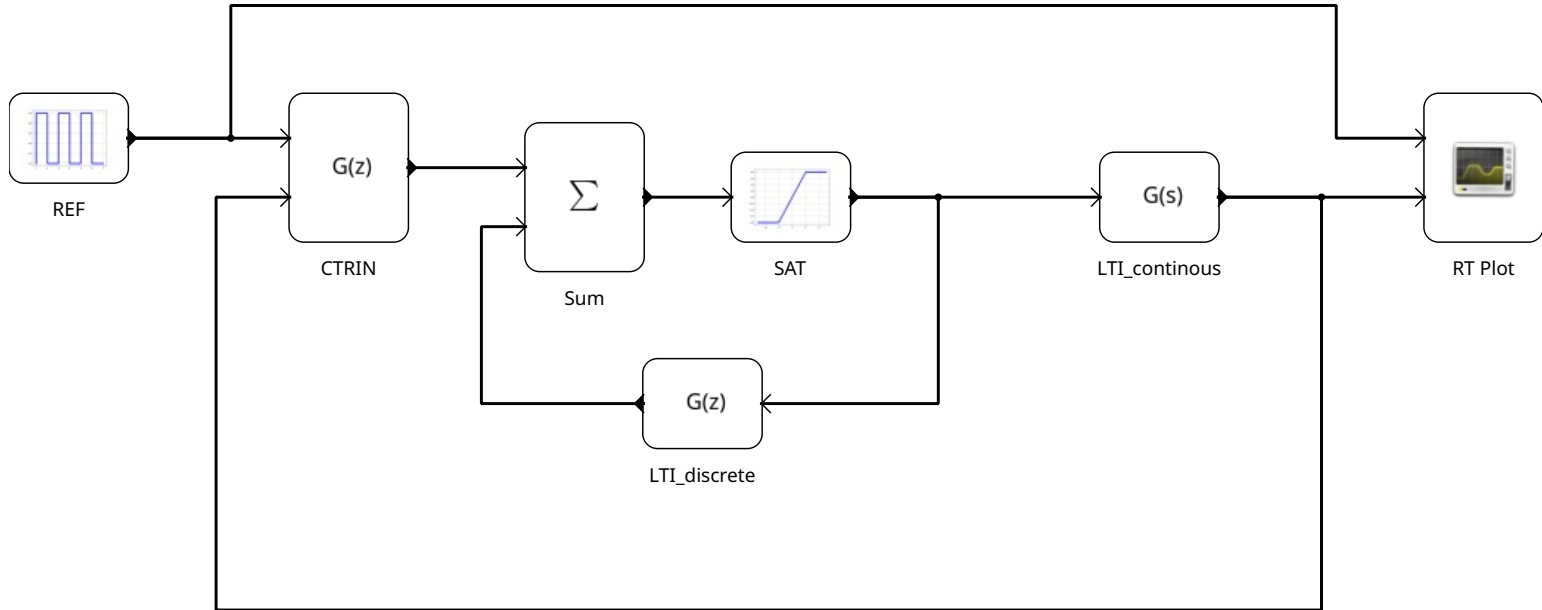 REF
G(z)
CTRIN
Σ
Sum
SAT
G(s)
LTI_continous
RT Plot
G(z)
LTI_discrete